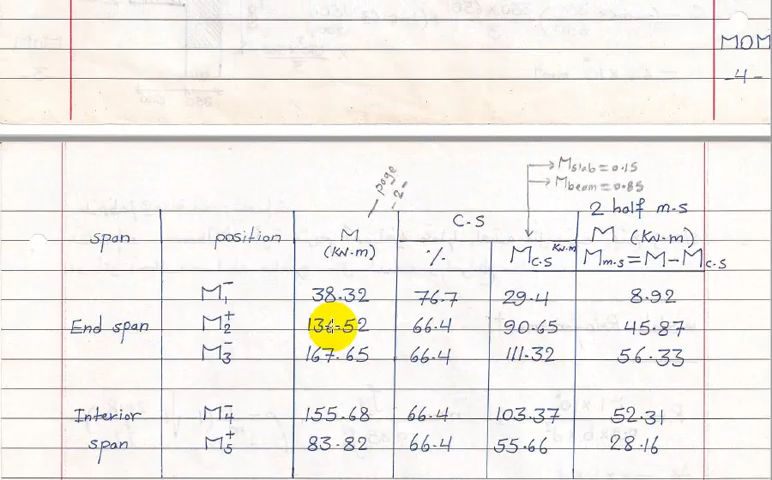 MOM
-4-
page
-2-
Mslab=0.15
Mbeam=0.85
span position M (KN.m) C.S 2 half m.s
% Mc.s KN.m M (KN.m)
Mm.s=M-Mc.s
M1- 38.32 76.7 29.4 8.92
End span M2+ 66.4 90.65 45.87
M3- 167.65 66.4 111.32 56.33
Interior M4- 155.68 66.4 103.37 52.31
span M5+ 83.82 66.4 55.66 28.16